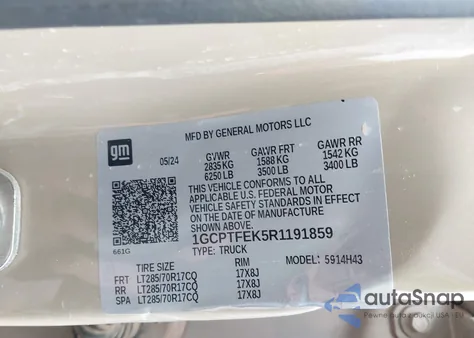 MFD BY GENERAL MOTORS LLC
gm
05/24 GVWR GAWR FRT GAWR RR
2835 KG 1588 KG 1542 KG
6250 LB 3500 LB 3400 LB
THIS VEHICLE CONFORMS TO ALL
APPLICABLE U.S. FEDERAL MOTOR
VEHICLE SAFETY STANDARDS IN EFFECT
ON THE DATE OF MANUFACTURE
SHOWN ABOVE.
661G
1GCPTFEK5R1191859
TYPE: TRUCK MODEL: 5914H43
TIRE SIZE RIM
FRT LT285/70R17CQ 17X8J
RR LT285/70R17CQ 17X8J
SPA LT285/70R17CQ 17X8J
autoSnap